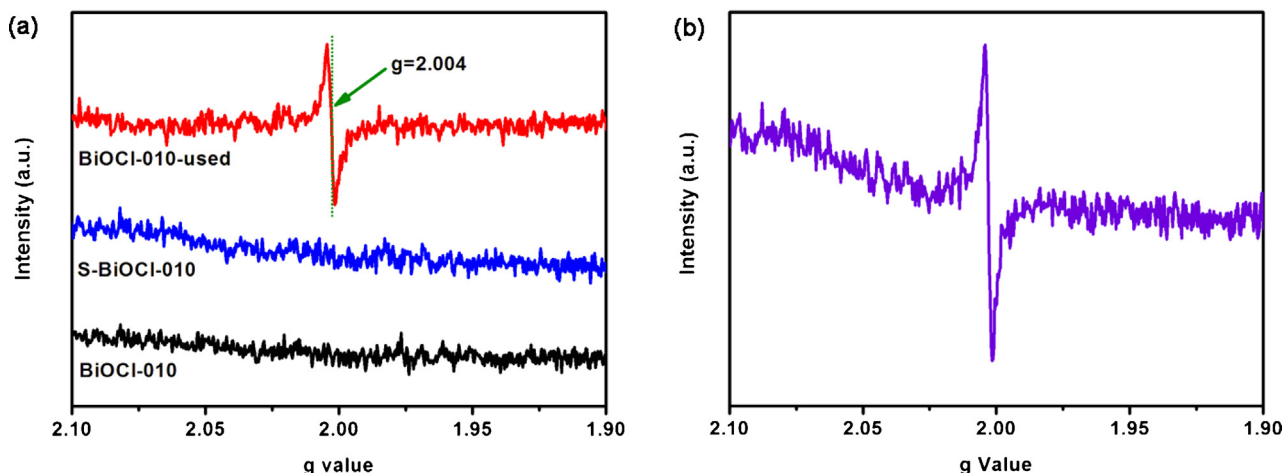 (a)
Intensity (a.u.)
g=2.004
BiOCl-010-used
S-BiOCl-010
BiOCl-010
2.10 2.05 2.00 1.95 1.90
g value
(b)
Intensity (a.u.)
2.10 2.05 2.00 1.95 1.90
g Value